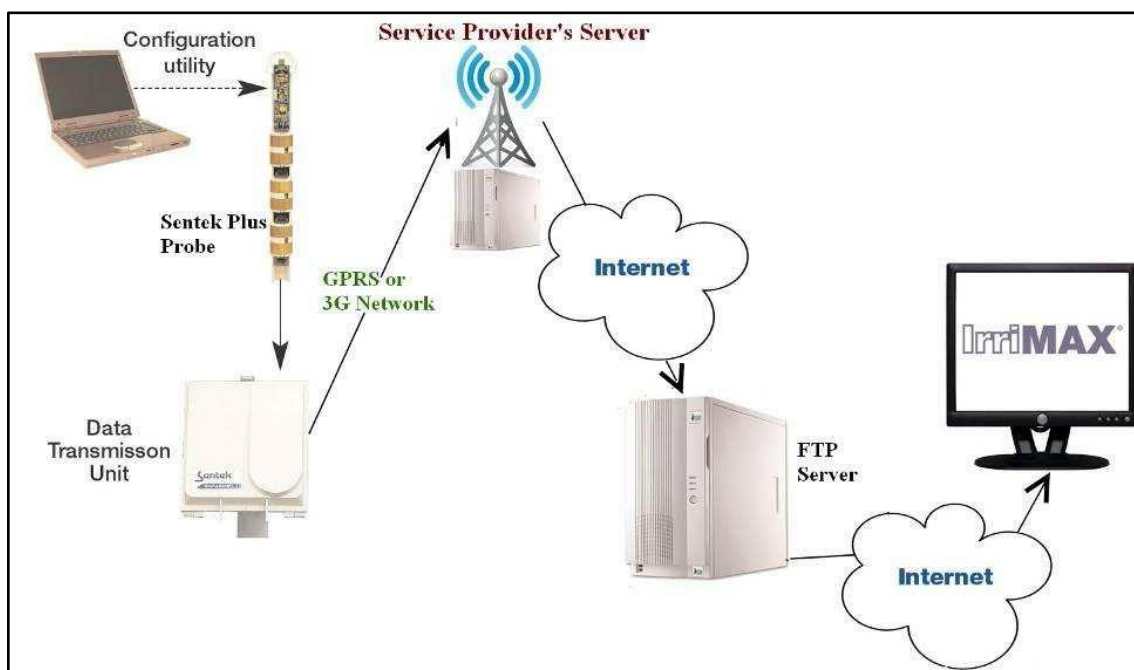 Configuration
utility
Service Provider's Server
Sentek Plus
Probe
GPRS or
3G Network
Internet
Data
Transmisson
Unit
Sentek
FTP
Server
IrriMAX®
Internet